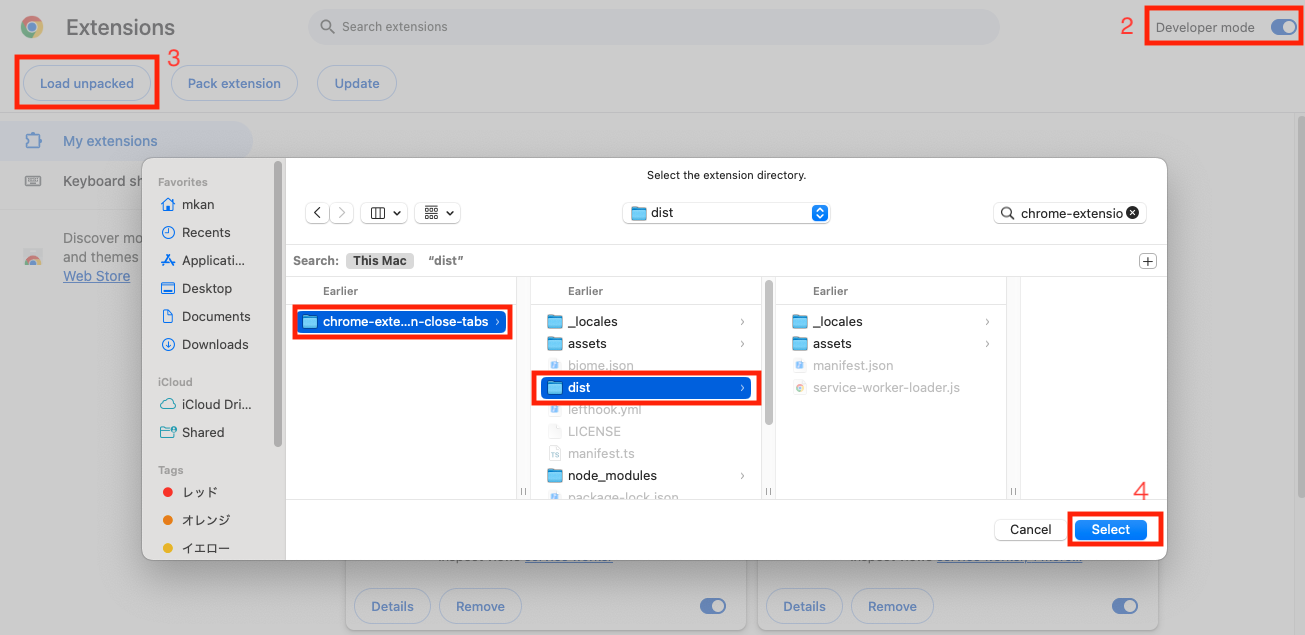 Extensions
Search extensions
2
Developer mode
3
Load unpacked
Pack extension
Update
My extensions
Keyboard sh
Discover mo
and themes
Web Store
Select the extension directory.
Favorites
mkan
Recents
Applicati...
Desktop
Documents
Downloads
iCloud
iCloud Dri...
Shared
Tags
レッド
オレンジ
イエロー
dist
chrome-extensio
Search: This Mac “dist”
Earlier
chrome-exte...n-close-tabs
Earlier
_locales
assets
biome.json
dist
lefthook.yml
LICENSE
manifest.ts
node_modules
package-lock.json
Earlier
_locales
assets
manifest.json
service-worker-loader.js
4
Cancel
Select
Details
Remove
Details
Remove